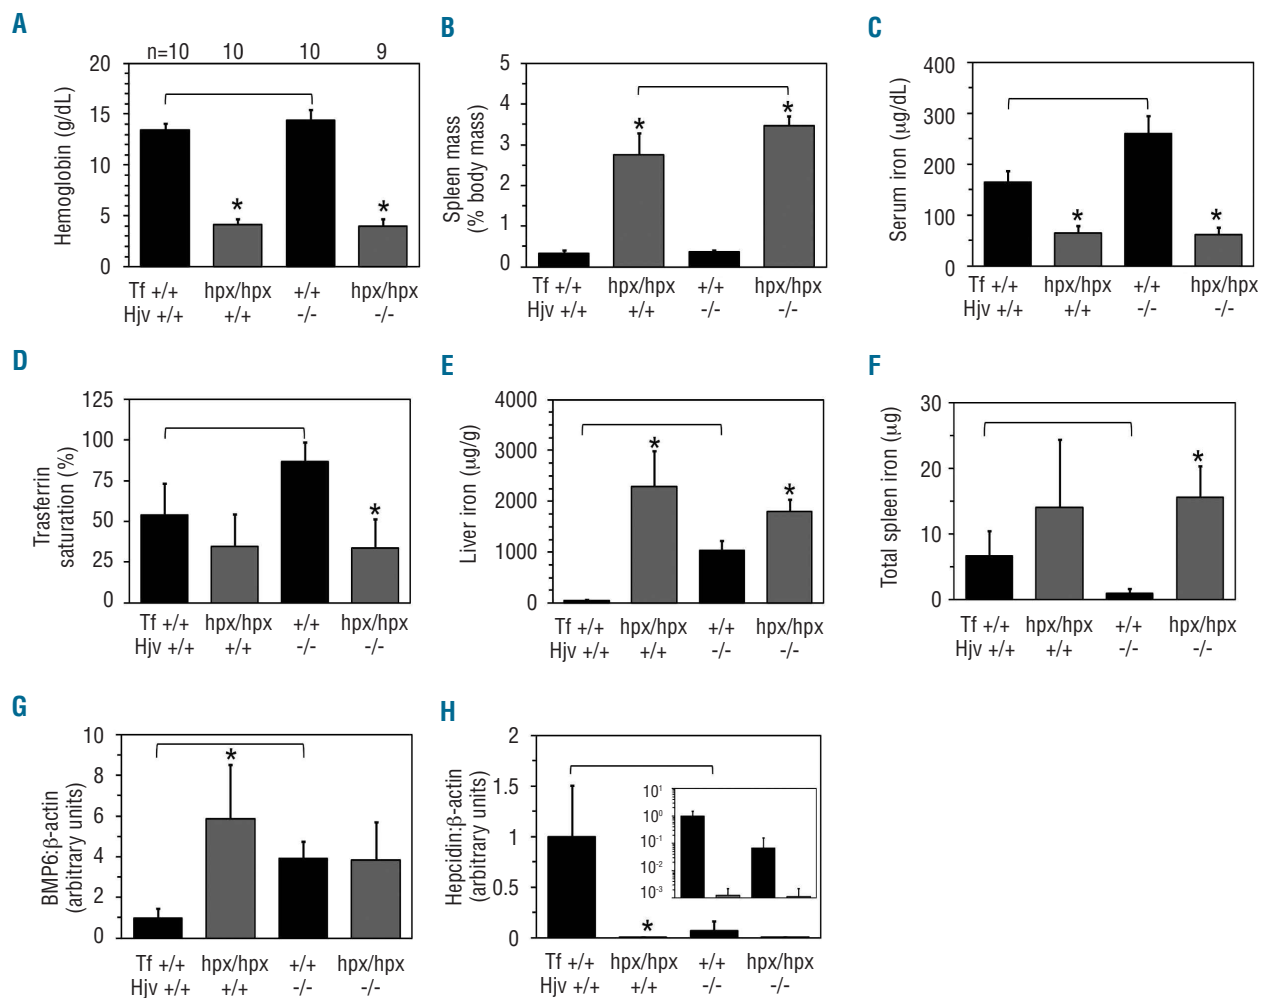 A
n=10 10 10 9
Hemoglobin (g/dL)
20
15
10
5
0
Tf +/+ hpx/hpx +/+ hpx/hpx
Hjv +/+ +/+ -/- -/-
*
*
B
Spleen mass
(% body mass)
5
4
3
2
1
0
*
*
Tf +/+ hpx/hpx +/+ hpx/hpx
Hjv +/+ +/+ -/- -/-
C
Serum iron (µg/dL)
400
300
200
100
0
*
*
Tf +/+ hpx/hpx +/+ hpx/hpx
Hjv +/+ +/+ -/- -/-
D
Trasferrin
saturation (%)
125
100
75
50
25
0
*
Tf +/+ hpx/hpx +/+ hpx/hpx
Hjv +/+ +/+ -/- -/-
E
Liver iron (µg/g)
4000
3000
2000
1000
0
*
*
Tf +/+ hpx/hpx +/+ hpx/hpx
Hjv +/+ +/+ -/- -/-
F
Total spleen iron (µg)
30
20
10
0
*
Tf +/+ hpx/hpx +/+ hpx/hpx
Hjv +/+ +/+ -/- -/-
G
BMP6:β-actin
(arbitrary units)
10
8
6
4
2
0
*
Tf +/+ hpx/hpx +/+ hpx/hpx
Hjv +/+ +/+ -/- -/-
H
Hepcidin:β-actin
(arbitrary units)
2
1.5
1
0.5
0
*
10¹
10⁰
10⁻¹
10⁻²
10⁻³
Tf +/+ hpx/hpx +/+ hpx/hpx
Hjv +/+ +/+ -/- -/-